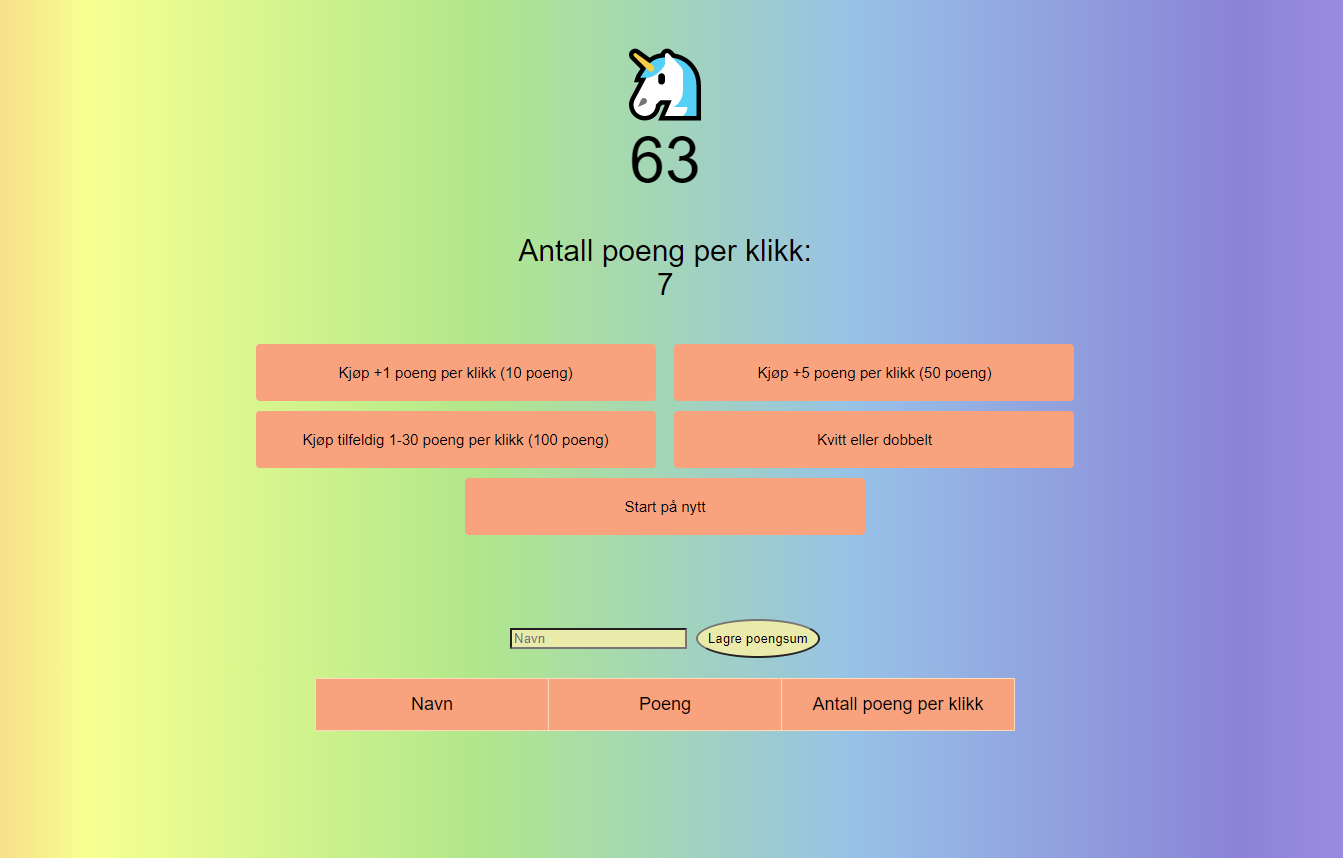 63
Antall poeng per klikk:
7
Kjøp +1 poeng per klikk (10 poeng)
Kjøp +5 poeng per klikk (50 poeng)
Kjøp tilfeldig 1-30 poeng per klikk (100 poeng)
Kvitt eller dobbelt
Start på nytt
Navn
Lagre poengsum
Navn
Poeng
Antall poeng per klikk